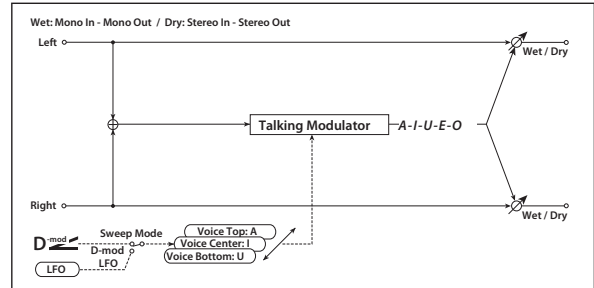 Wet: Mono In - Mono Out / Dry: Stereo In - Stereo Out
Left
Wet / Dry
Talking Modulator
A-I-U-E-O
Right
Wet / Dry
D-mod
Sweep Mode
D-mod
LFO
LFO
Voice Top: A
Voice Center: I
Voice Bottom: U